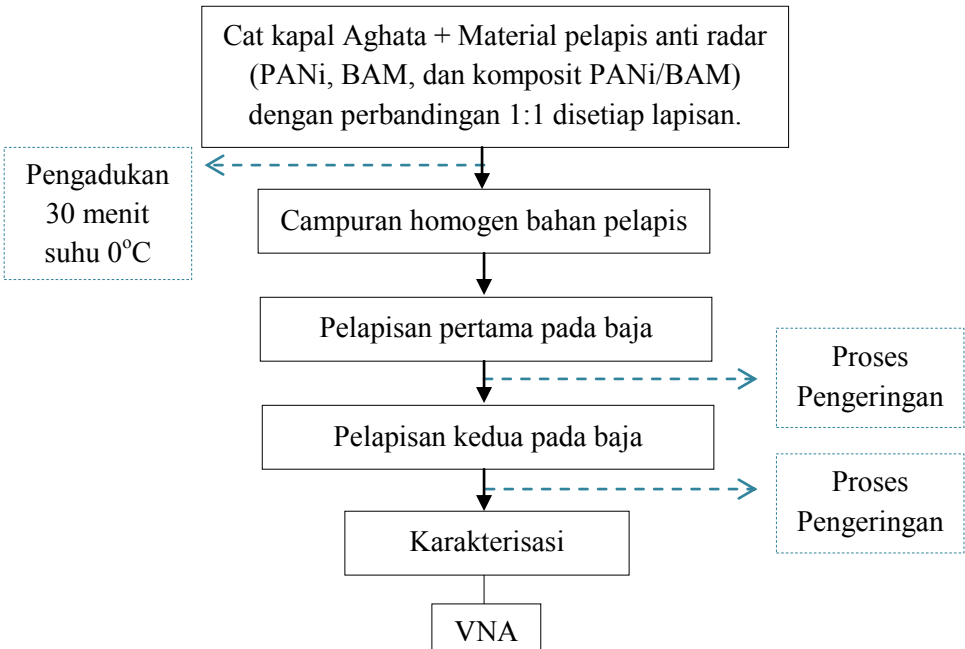 Cat kapal Aghata + Material pelapis anti radar
(PANi, BAM, dan komposit PANi/BAM)
dengan perbandingan 1:1 disetiap lapisan.
Pengadukan
30 menit
suhu 0°C
Campuran homogen bahan pelapis
Pelapisan pertama pada baja
Proses
Pengeringan
Pelapisan kedua pada baja
Proses
Pengeringan
Karakterisasi
VNA